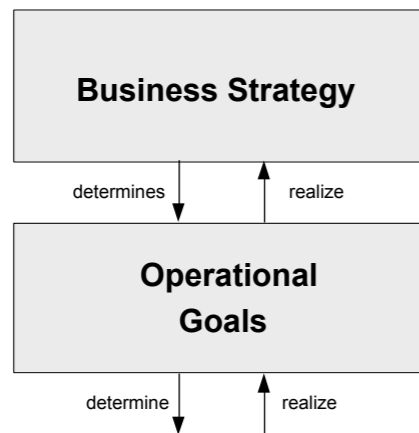 Business Strategy
determines
realize
Operational
Goals
determine
realize